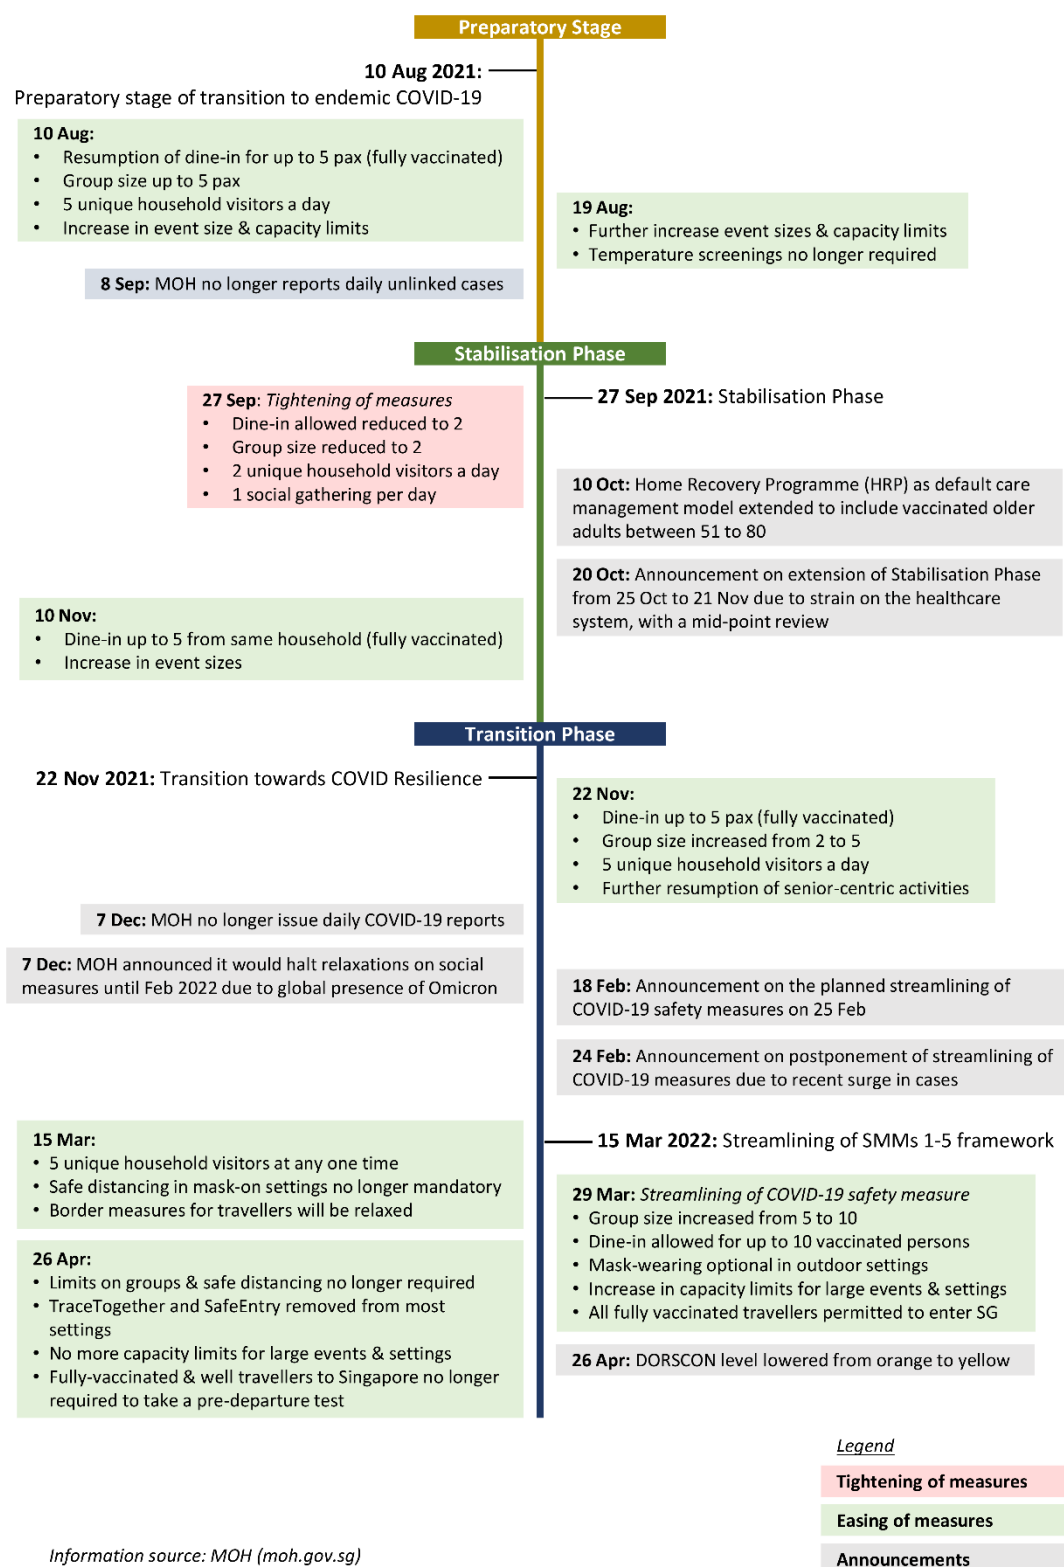 Preparatory Stage
10 Aug 2021:
Preparatory stage of transition to endemic COVID-19
10 Aug:
• Resumption of dine-in for up to 5 pax (fully vaccinated)
• Group size up to 5 pax
• 5 unique household visitors a day
• Increase in event size & capacity limits
19 Aug:
• Further increase event sizes & capacity limits
• Temperature screenings no longer required
8 Sep: MOH no longer reports daily unlinked cases
Stabilisation Phase
27 Sep 2021: Stabilisation Phase
27 Sep: Tightening of measures
• Dine-in allowed reduced to 2
• Group size reduced to 2
• 2 unique household visitors a day
• 1 social gathering per day
10 Oct: Home Recovery Programme (HRP) as default care
management model extended to include vaccinated older
adults between 51 to 80
20 Oct: Announcement on extension of Stabilisation Phase
from 25 Oct to 21 Nov due to strain on the healthcare
system, with a mid-point review
10 Nov:
• Dine-in up to 5 from same household (fully vaccinated)
• Increase in event sizes
Transition Phase
22 Nov 2021: Transition towards COVID Resilience
22 Nov:
• Dine-in up to 5 pax (fully vaccinated)
• Group size increased from 2 to 5
• 5 unique household visitors a day
• Further resumption of senior-centric activities
7 Dec: MOH no longer issue daily COVID-19 reports
7 Dec: MOH announced it would halt relaxations on social
measures until Feb 2022 due to global presence of Omicron
18 Feb: Announcement on the planned streamlining of
COVID-19 safety measures on 25 Feb
24 Feb: Announcement on postponement of streamlining of
COVID-19 measures due to recent surge in cases
15 Mar 2022: Streamlining of SMMs 1-5 framework
15 Mar:
• 5 unique household visitors at any one time
• Safe distancing in mask-on settings no longer mandatory
• Border measures for travellers will be relaxed
29 Mar: Streamlining of COVID-19 safety measure
• Group size increased from 5 to 10
• Dine-in allowed for up to 10 vaccinated persons
• Mask-wearing optional in outdoor settings
• Increase in capacity limits for large events & settings
• All fully vaccinated travellers permitted to enter SG
26 Apr:
• Limits on groups & safe distancing no longer required
• TraceTogether and SafeEntry removed from most
settings
• No more capacity limits for large events & settings
• Fully-vaccinated & well travellers to Singapore no longer
required to take a pre-departure test
26 Apr: DORSCON level lowered from orange to yellow
Legend
Tightening of measures
Easing of measures
Announcements
Information source: MOH (moh.gov.sg)